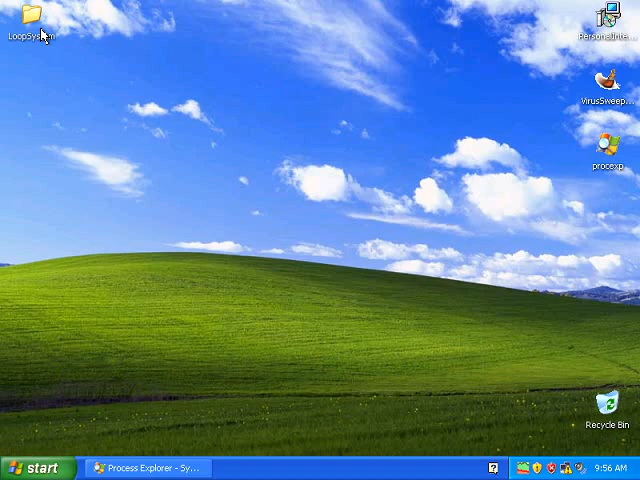 LoopSystem
PersonalInte...
VirusSweep...
procexp
Recycle Bin
start
Process Explorer - Sy...
?
9:56 AM